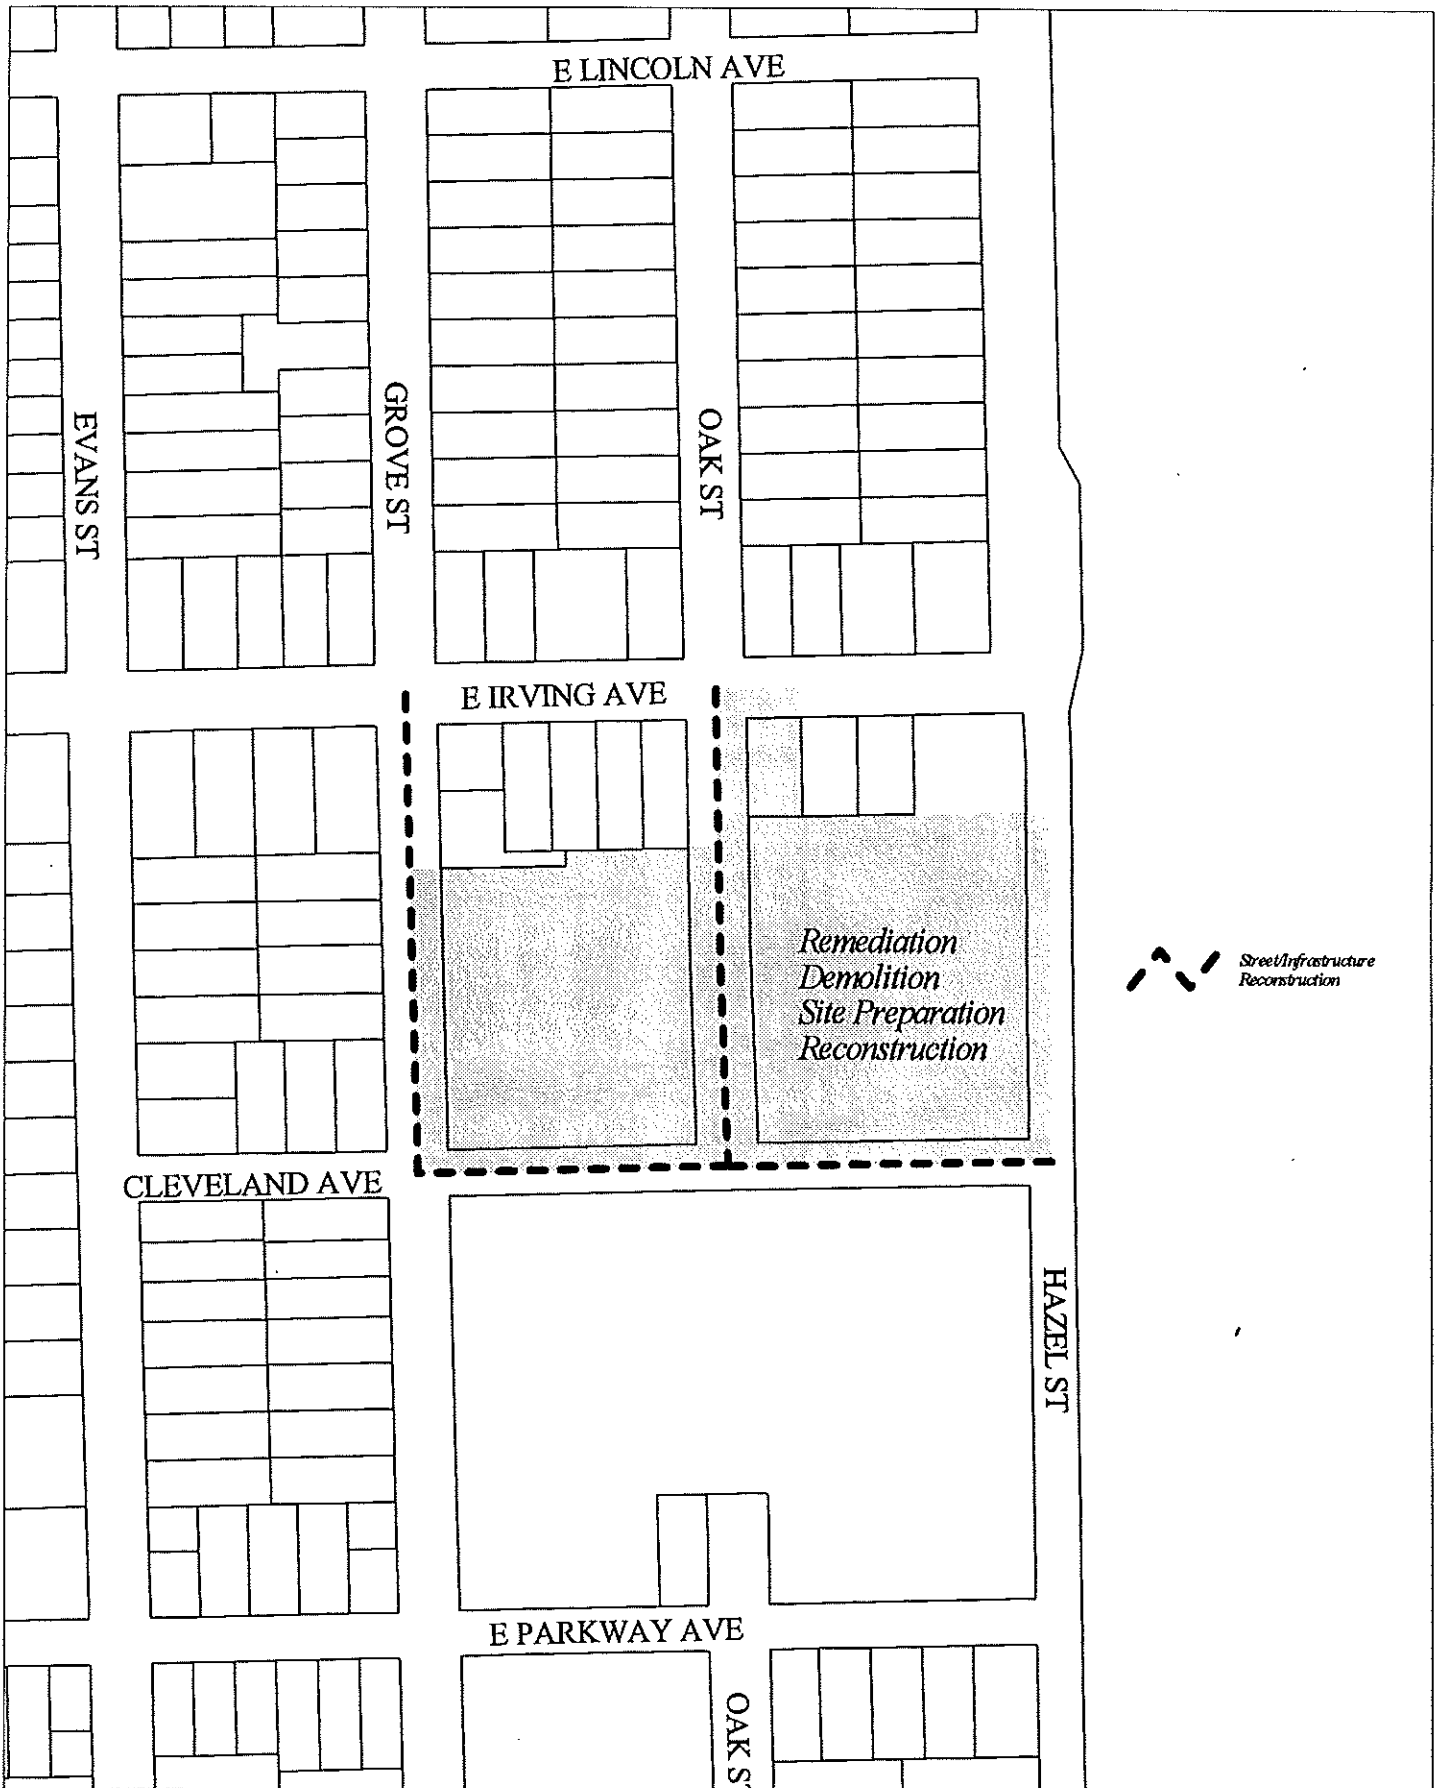 E LINCOLN AVE
EVANS ST
GROVE ST
OAK ST
E IRVING AVE
Remediation
Demolition
Site Preparation
Reconstruction
Street/Infrastructure
Reconstruction
CLEVELAND AVE
HAZEL ST
E PARKWAY AVE
OAK ST